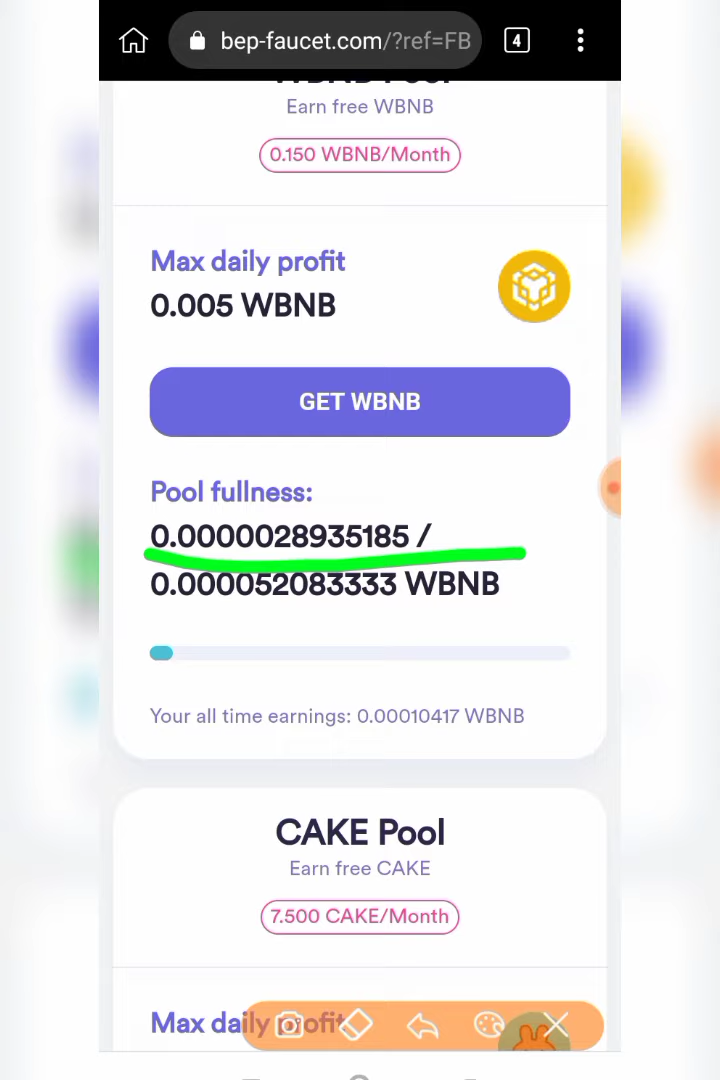 bep-faucet.com/?ref=FB
4
Earn free WBNB
0.150 WBNB/Month
Max daily profit
0.005 WBNB
GET WBNB
Pool fullness:
0.0000028935185 /
0.000052083333 WBNB
Your all time earnings: 0.00010417 WBNB
CAKE Pool
Earn free CAKE
7.500 CAKE/Month
Max daily profit